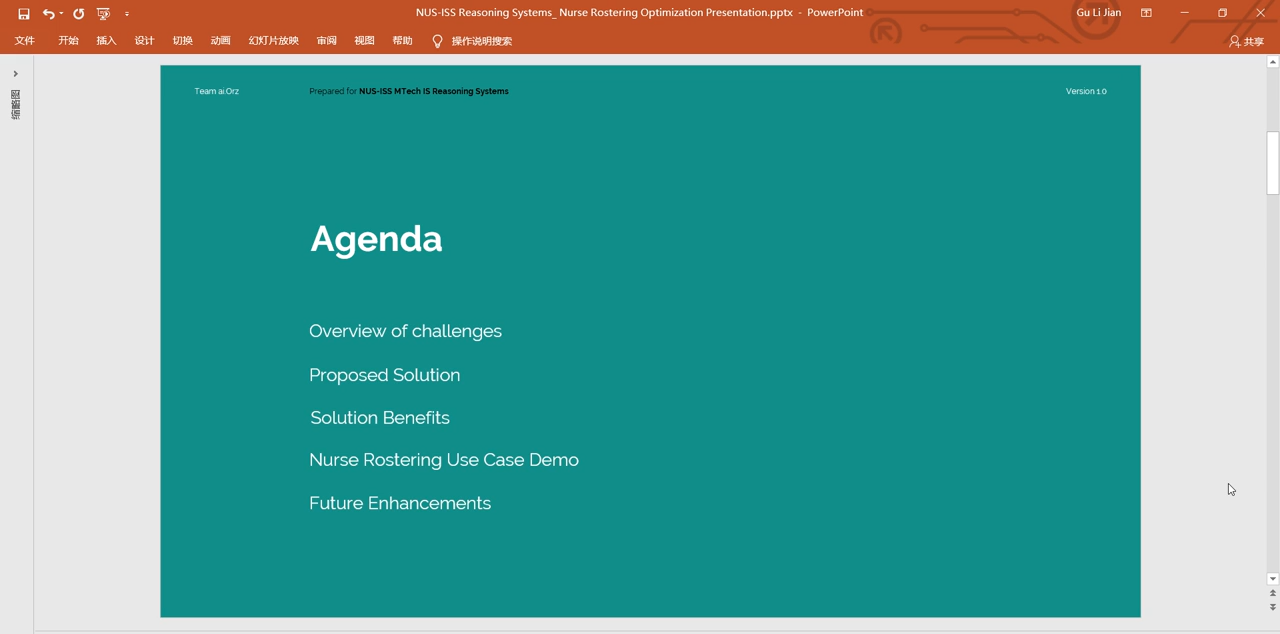 NUS-ISS Reasoning Systems_ Nurse Rostering Optimization Presentation.pptx - PowerPoint
Gu Li Jian
文件 开始 插入 设计 切换 动画 幻灯片放映 审阅 视图 帮助 操作说明搜索 共享
缩略图
Team ai.Orz Prepared for NUS-ISS MTech IS Reasoning Systems Version 1.0
Agenda
Overview of challenges
Proposed Solution
Solution Benefits
Nurse Rostering Use Case Demo
Future Enhancements